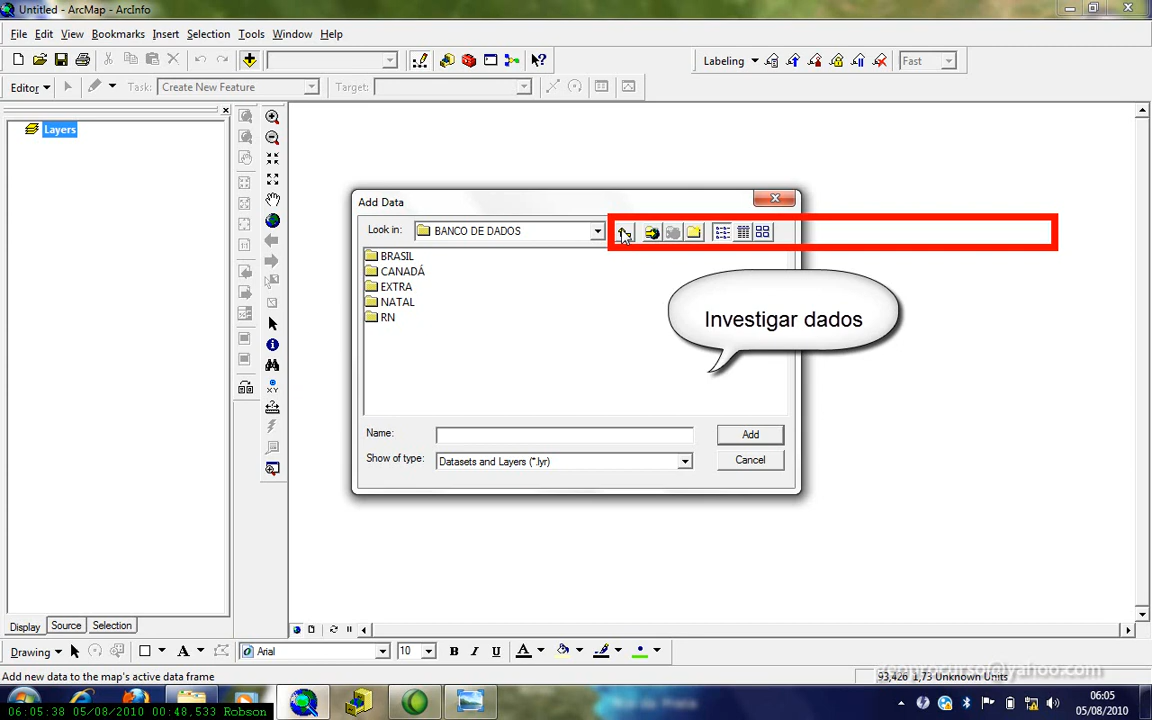 Untitled - ArcMap - ArcInfo
File Edit View Bookmarks Insert Selection Tools Window Help
Labeling Fast
Editor Task: Create New Feature Target:
Layers
Add Data
Look in: BANCO DE DADOS
BRASIL
CANADÁ
EXTRA
NATAL
RN
Investigar dados
Name: Add
Show of type: Datasets and Layers (*.lyr) Cancel
Display Source Selection
Drawing A Arial 10 B I U A
Add new data to the map's active data frame 93,426 1,73 Unknown Units
geoprocurso@yahoo.com
06:05
06:05:38 05/08/2010 00:48,533 Robson 05/08/2010